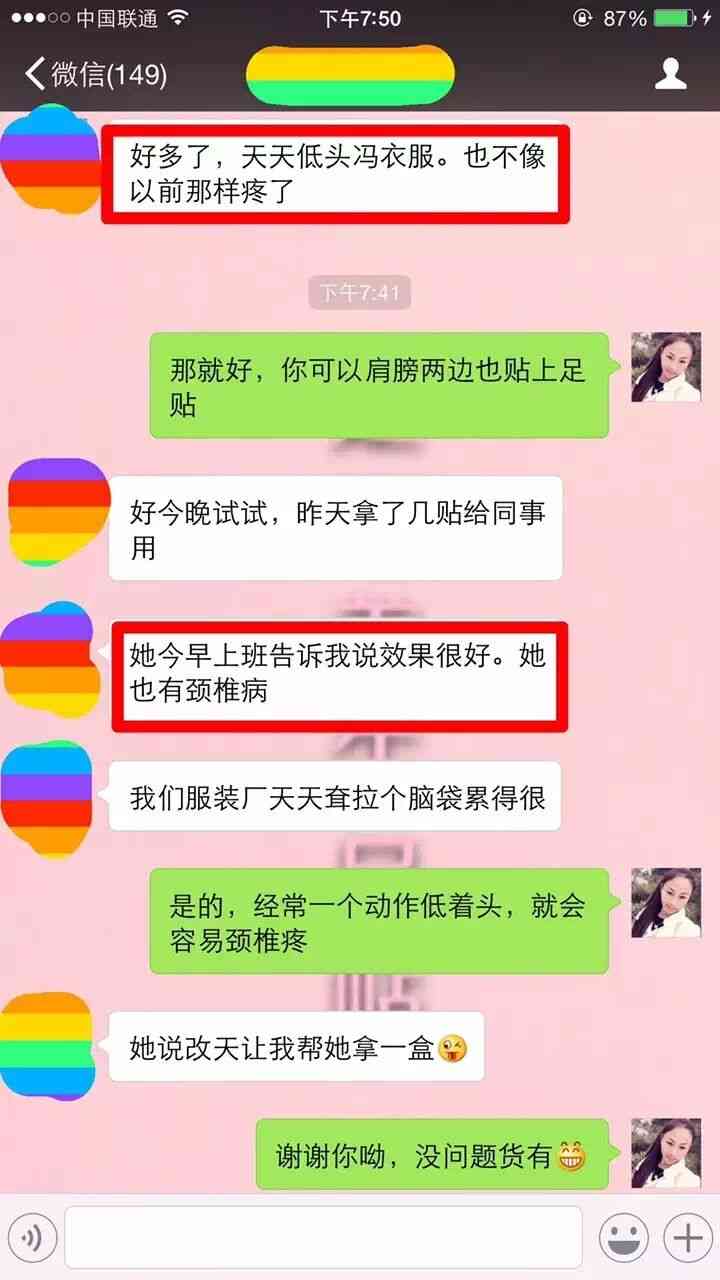 中国联通
下午7:50
87%
微信(149)
好多了，天天低头冯衣服。也不像
以前那样疼了
下午7:41
那就好，你可以肩膀两边也贴上足
贴
好今晚试试，昨天拿了几贴给同事
用
她今早上班告诉我说效果很好。她
也有颈椎病
我们服装厂天天耷拉个脑袋累得很
是的，经常一个动作低着头，就会
容易颈椎疼
她说改天让我帮她拿一盒😜
谢谢你呦，没问题货有😁